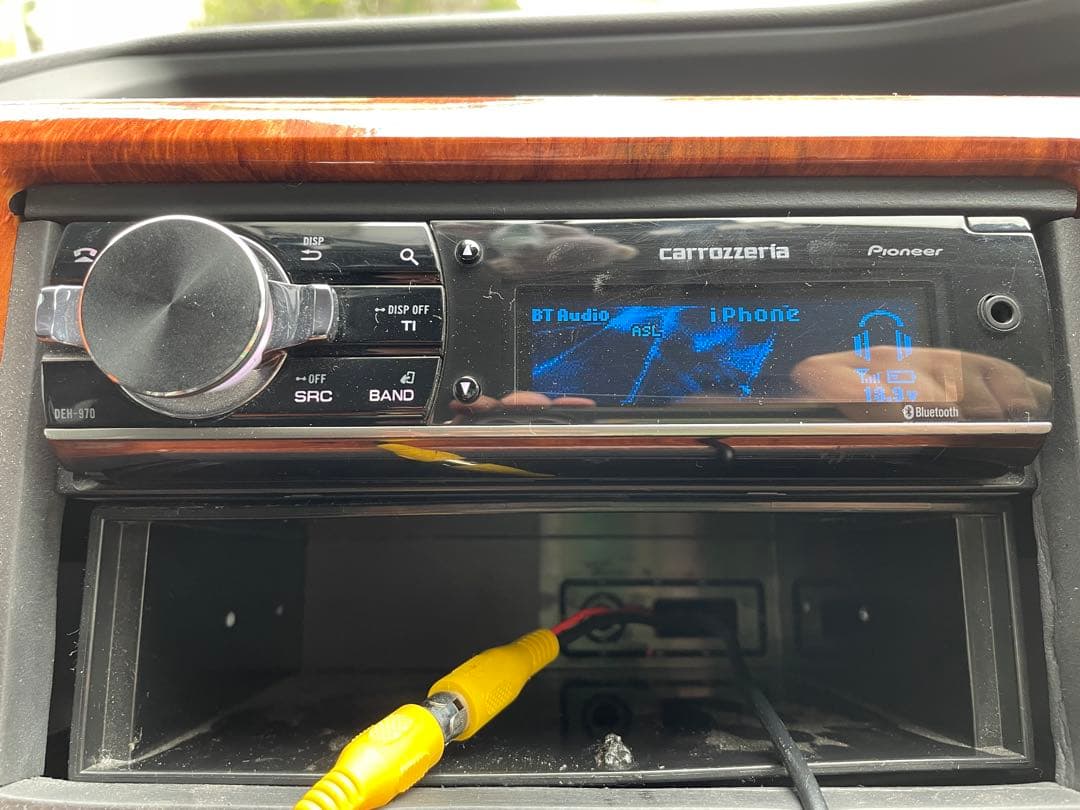 DISP
carrozzeria
Pioneer
DISP OFF
TI
BT Audio
iPhone
ASL
OFF
SRC
BAND
DEH-970
13.9V
Bluetooth